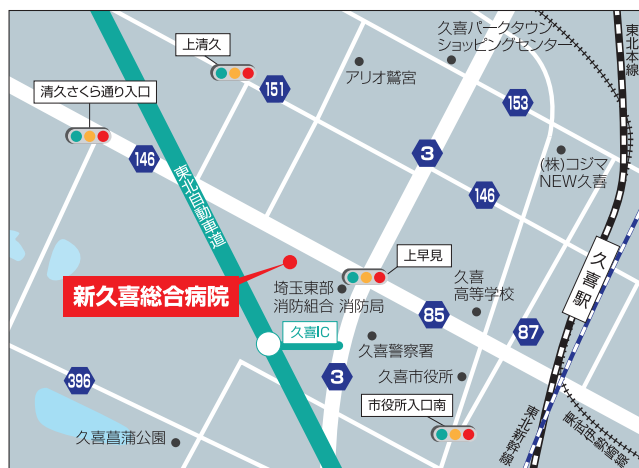 上清久
久喜パークタウン
ショッピングセンター
東北本線
アリオ鷲宮
清久さくら通り入口
151
153
146
3
(株)コジマ
NEW久喜
東北自動車道
146
上早見
久喜駅
新久喜総合病院
埼玉東部
消防組合 消防局
久喜
高等学校
85
87
久喜IC
久喜警察署
396
3
久喜市役所
市役所入口南
久喜菖蒲公園
東北新幹線
東武伊勢崎線